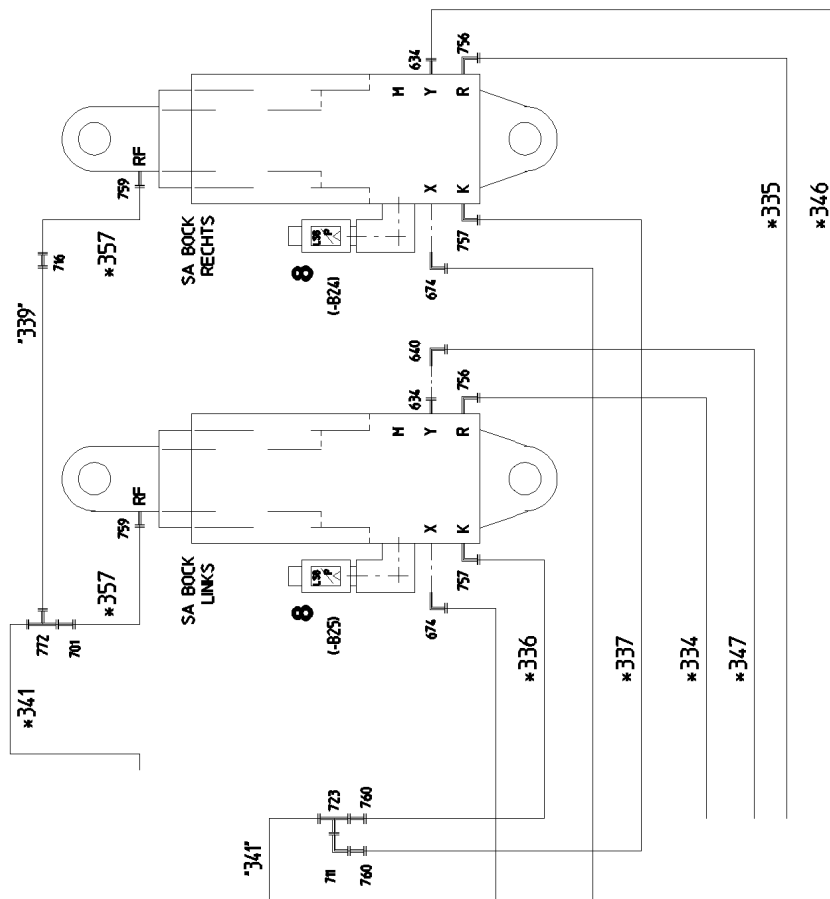 634
756
M
Y
R
RF
759
X
K
*335
*346
SA BOCK
RECHTS
L38
P
8
(-B24)
757
674
716
*357
"339"
640
634
756
M
Y
R
RF
759
X
K
SA BOCK
LINKS
L38
P
8
(-B25)
757
674
*357
772
701
*341
*336
*337
*334
*347
723
760
711
760
"341"